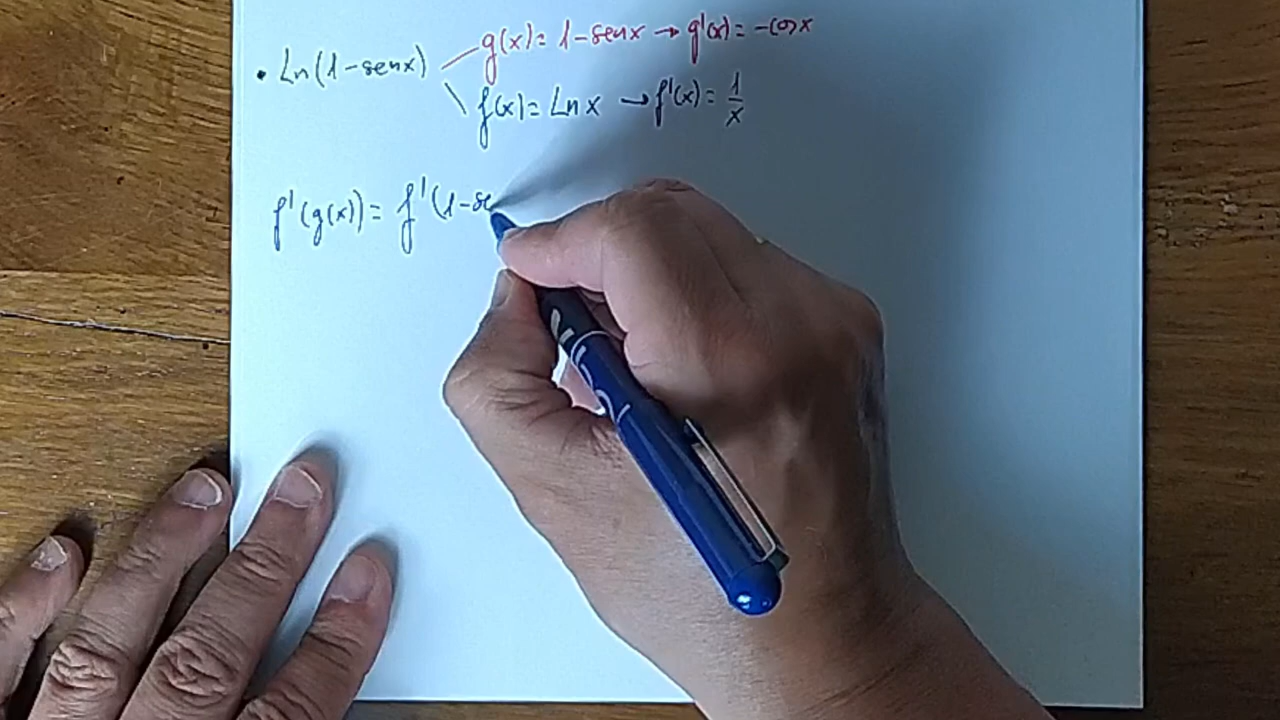 • Ln(1-senx)
g(x)= 1-senx → g'(x)= -cosx
f(x)= Ln x → f'(x)= 1/x
f'(g(x))= f'(1-se